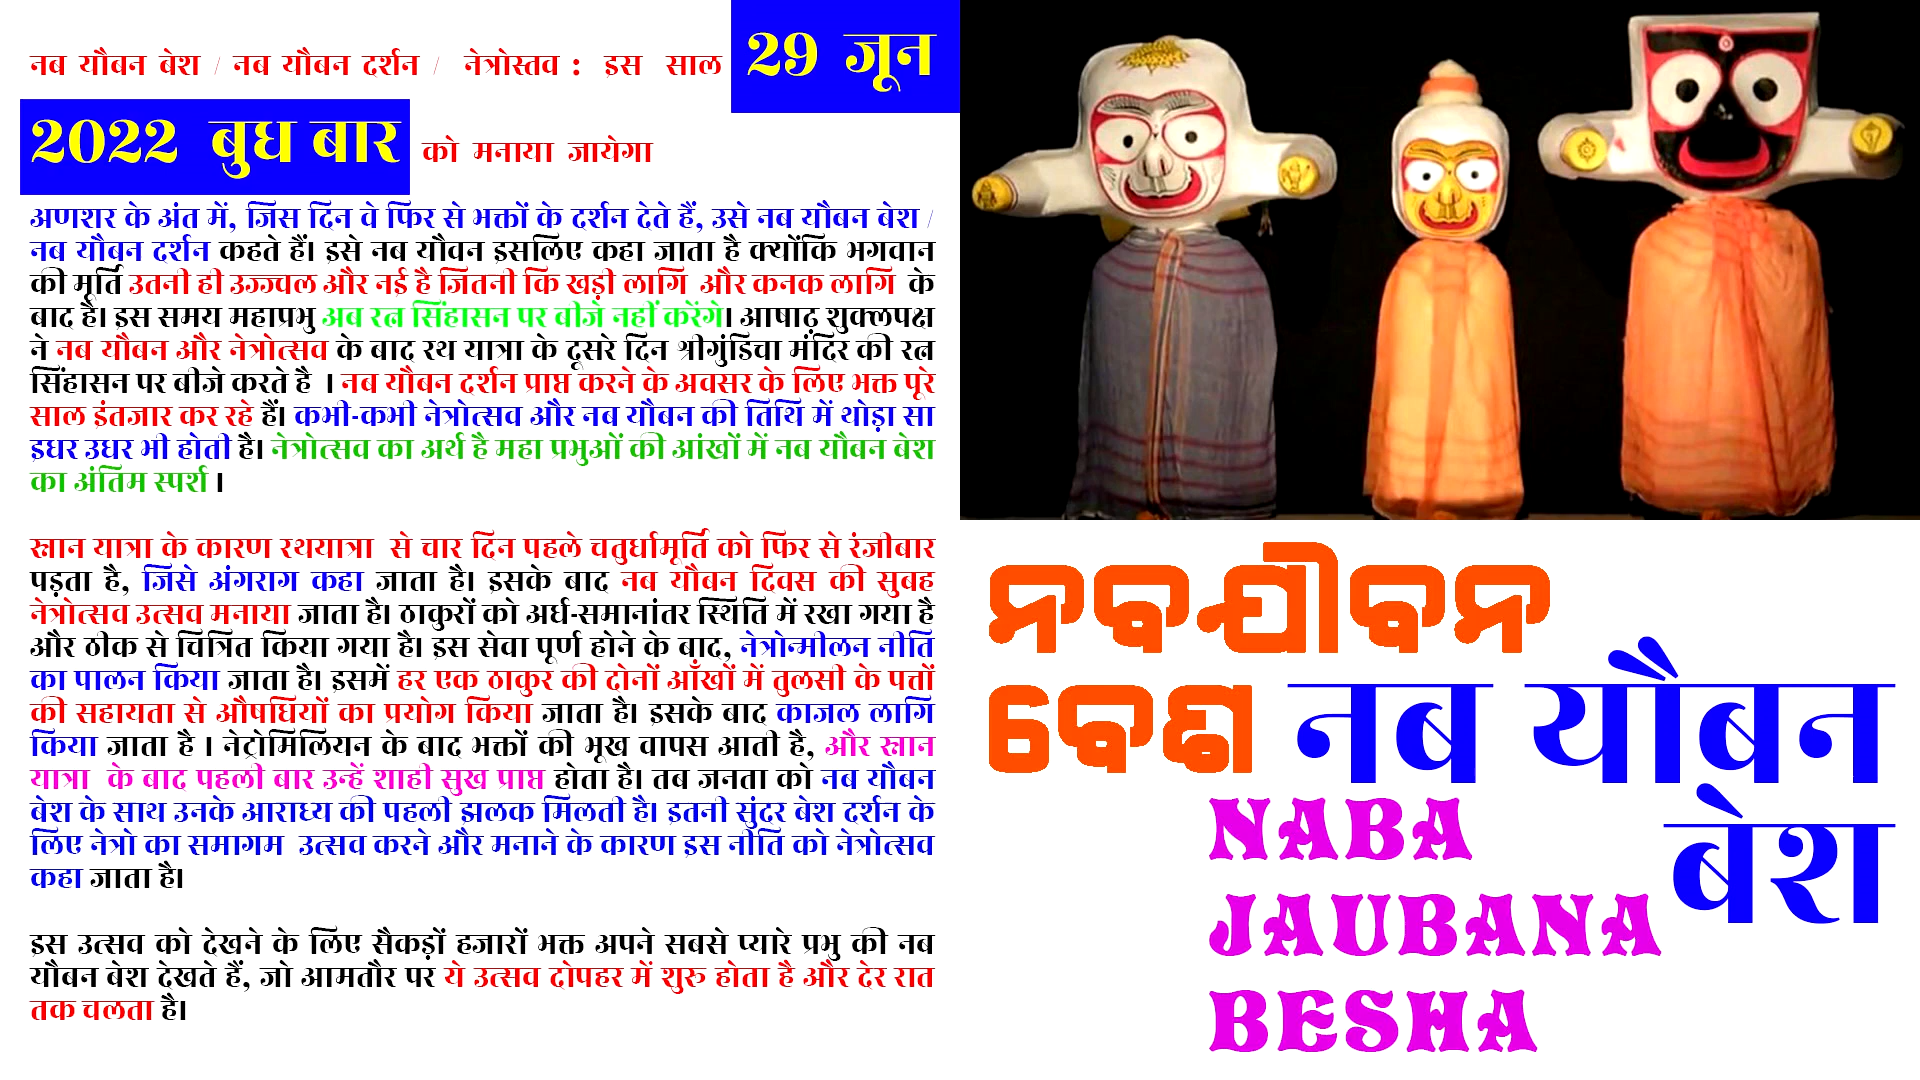 नब यौबन बेश / नब यौबन दर्शन / नेत्रोस्तव : इस साल 29 जून
2022 बुध बार को मनाया जायेगा
अणशर के अंत में, जिस दिन वे फिर से भक्तों के दर्शन देते हैं, उसे नब यौबन बेश /
नब यौबन दर्शन कहते हैं। इसे नब यौवन इसलिए कहा जाता है क्योंकि भगवान
की मूर्ति उतनी ही उज्ज्वल और नई है जितनी कि खड़ी लागि और कनक लागि के
बाद है। इस समय महाप्रभु अब रत्न सिंहासन पर बीजे नहीं करेंगे। आषाढ़ शुक्लपक्ष
ने नब यौबन और नेत्रोत्सव के बाद रथ यात्रा के दूसरे दिन श्रीगुंडिचा मंदिर की रत्न
सिंहासन पर बीजे करते है । नब यौबन दर्शन प्राप्त करने के अवसर के लिए भक्त पूरे
साल इंतजार कर रहे हैं। कभी-कभी नेत्रोत्सव और नब यौबन की तिथि में थोड़ा सा
इधर उधर भी होती है। नेत्रोत्सव का अर्थ है महा प्रभुओं की आंखों में नब यौबन बेश
का अंतिम स्पर्श ।
स्नान यात्रा के कारण रथयात्रा से चार दिन पहले चतुर्धामूर्ति को फिर से रंजीबार
पड़ता है, जिसे अंगराग कहा जाता है। इसके बाद नब यौबन दिवस की सुबह
नेत्रोत्सव उत्सव मनाया जाता है। ठाकुरों को अर्ध-समानांतर स्थिति में रखा गया है
और ठीक से चित्रित किया गया है। इस सेवा पूर्ण होने के बाद, नेत्रोन्मीलन नीति
का पालन किया जाता है। इसमें हर एक ठाकुर की दोनों आँखों में तुलसी के पत्तों
की सहायता से औषधियों का प्रयोग किया जाता है। इसके बाद काजल लागि
किया जाता है । नेट्रोमिलियन के बाद भक्तों की भूख वापस आती है, और स्नान
यात्रा के बाद पहली बार उन्हें शाही सुख प्राप्त होता है। तब जनता को नब यौबन
बेश के साथ उनके आराध्य की पहली झलक मिलती है। इतनी सुंदर बेश दर्शन के
लिए नेत्रो का समागम उत्सव करने और मनाने के कारण इस नीति को नेत्रोत्सव
कहा जाता है।
इस उत्सव को देखने के लिए सैकड़ों हजारों भक्त अपने सबसे प्यारे प्रभु की नब
यौबन बेश देखते हैं, जो आमतौर पर ये उत्सव दोपहर में शुरू होता है और देर रात
तक चलता है।
ନବଯୌବନ
ବେଶ नब यौबन
बेश
NABA
JAUBANA
BESHA